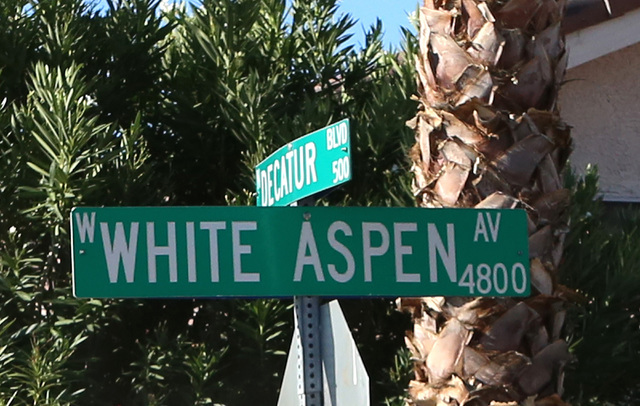 DECATUR BLVD 500
W WHITE ASPEN AV 4800